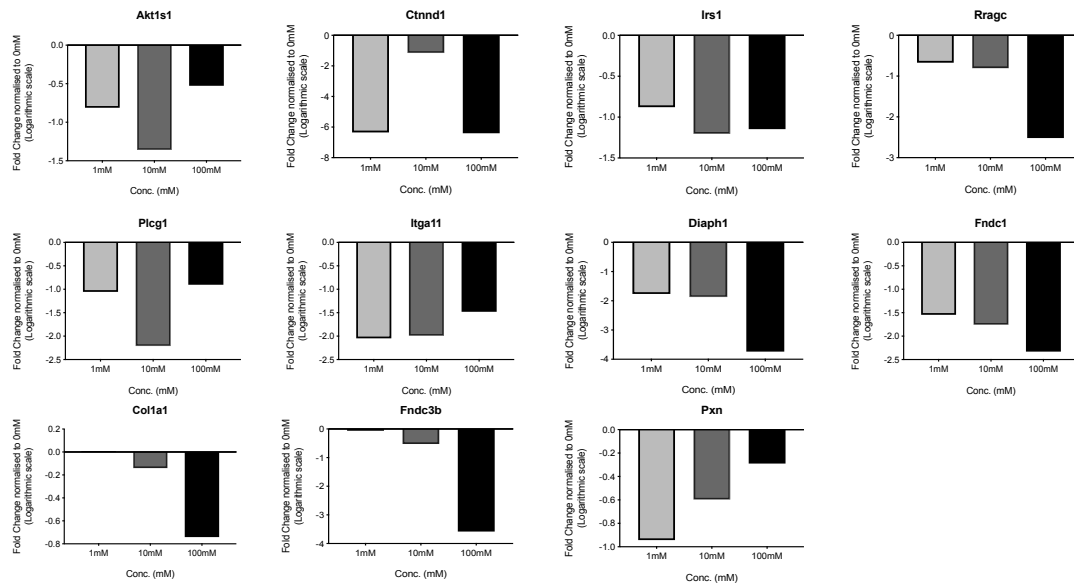 Akt1s1
Fold Change normalised to 0mM
(Logarithmic scale)
0.0
-0.5
-1.0
-1.5
1mM 10mM 100mM
Conc. (mM)
Ctnnd1
Fold Change normalised to 0mM
(Logarithmic scale)
0
-2
-4
-6
-8
1mM 10mM 100mM
Conc. (mM)
Irs1
Fold Change normalised to 0mM
(Logarithmic scale)
0.0
-0.5
-1.0
-1.5
1mM 10mM 100mM
Conc. (mM)
Rragc
Fold Change normalised to 0mM
(Logarithmic scale)
0
-1
-2
-3
1mM 10mM 100mM
Conc. (mM)
Plcg1
Fold Change normalised to 0mM
(Logarithmic scale)
0.0
-0.5
-1.0
-1.5
-2.0
-2.5
1mM 10mM 100mM
Conc. (mM)
Itga11
Fold Change normalised to 0mM
(Logarithmic scale)
0.0
-0.5
-1.0
-1.5
-2.0
-2.5
1mM 10mM 100mM
Conc. (mM)
Diaph1
Fold Change normalised to 0mM
(Logarithmic scale)
0
-1
-2
-3
-4
1mM 10mM 100mM
Conc. (mM)
Fndc1
Fold Change normalised to 0mM
(Logarithmic scale)
0.0
-0.5
-1.0
-1.5
-2.0
-2.5
1mM 10mM 100mM
Conc. (mM)
Col1a1
Fold Change normalised to 0mM
(Logarithmic scale)
0.2
0.0
-0.2
-0.4
-0.6
-0.8
1mM 10mM 100mM
Conc. (mM)
Fndc3b
Fold Change normalised to 0mM
(Logarithmic scale)
0
-1
-2
-3
-4
1mM 10mM 100mM
Conc. (mM)
Pxn
Fold Change normalised to 0mM
(Logarithmic scale)
0.0
-0.2
-0.4
-0.6
-0.8
-1.0
1mM 10mM 100mM
Conc. (mM)